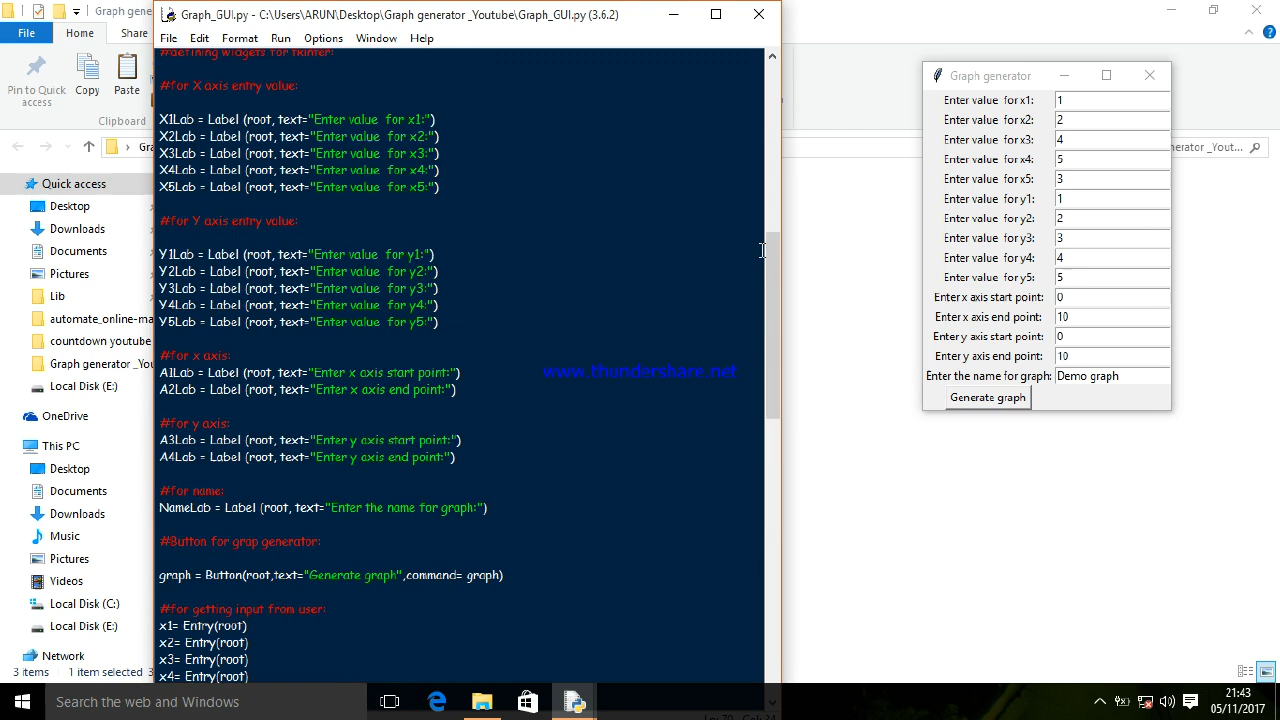 Graph_GUI.py - C:\Users\ARUN\Desktop\Graph generator _Youtube\Graph_GUI.py (3.6.2)
File Edit Format Run Options Window Help
#defining widgets for tkinter:
#for X axis entry value:
X1Lab = Label (root, text="Enter value  for x1:")
X2Lab = Label (root, text="Enter value  for x2:")
X3Lab = Label (root, text="Enter value  for x3:")
X4Lab = Label (root, text="Enter value  for x4:")
X5Lab = Label (root, text="Enter value  for x5:")
#for Y axis entry value:
Y1Lab = Label (root, text="Enter value  for y1:")
Y2Lab = Label (root, text="Enter value  for y2:")
Y3Lab = Label (root, text="Enter value  for y3:")
Y4Lab = Label (root, text="Enter value  for y4:")
Y5Lab = Label (root, text="Enter value  for y5:")
#for x axis:
A1Lab = Label (root, text="Enter x axis start point:")
A2Lab = Label (root, text="Enter x axis end point:")
#for y axis:
A3Lab = Label (root, text="Enter y axis start point:")
A4Lab = Label (root, text="Enter y axis end point:")
#for name:
NameLab = Label (root, text="Enter the name for graph:")
#Button for grap generator:
graph = Button(root,text="Generate graph",command= graph)
#for getting input from user:
x1= Entry(root)
x2= Entry(root)
x3= Entry(root)
x4= Entry(root)
www.thundershare.net
Graph gene
File Home Share
Pin to Quick access
Copy
Paste
Clipboard
Gra
enerator _Yout...
Quick access
Desktop
Downloads
Documents
Pictures
Lib
automate_online-ma
countdown youtube
Graph generator _You
Local Disk (E:)
OneDrive
This PC
Desktop
Documents
Downloads
Music
Pictures
Videos
Local Disk (C:)
Local Disk (E:)
Network
3 items 1 item selected 3
Graph generator
Enter value  for x1: 1
Enter value  for x2: 2
Enter value  for x3: 4
Enter value  for x4: 5
Enter value  for x5: 3
Enter value  for y1: 1
Enter value  for y2: 2
Enter value  for y3: 3
Enter value  for y4: 4
Enter value  for y5: 5
Enter x axis start point: 0
Enter x axis end point: 10
Enter y axis start point: 0
Enter y axis end point: 10
Enter the name for graph: Demo graph
Generate graph
Search the web and Windows
21:43
05/11/2017